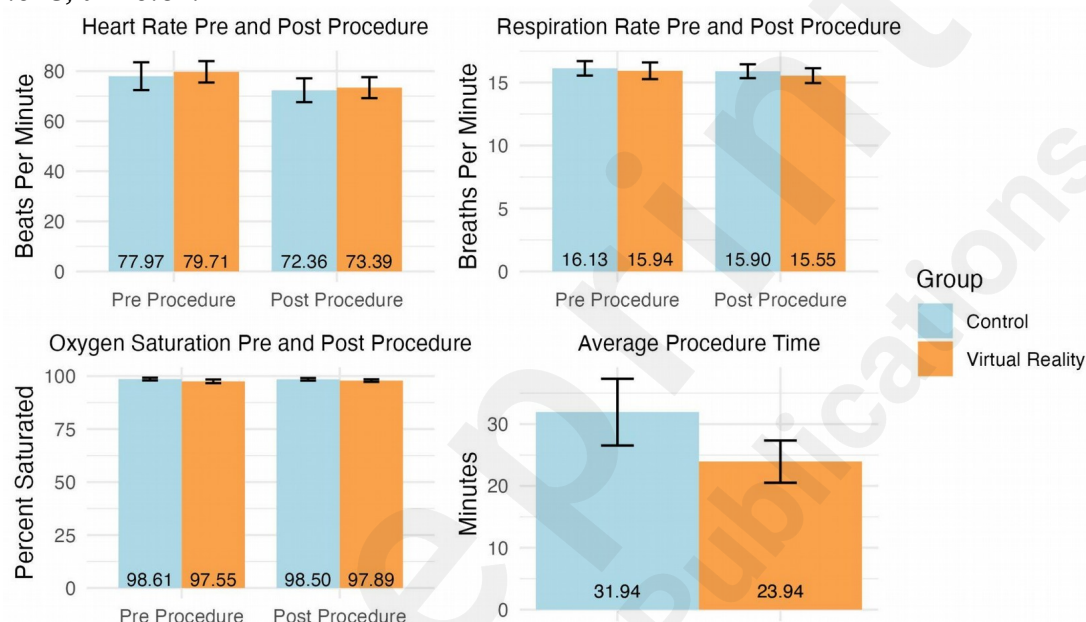 Heart Rate Pre and Post Procedure
Beats Per Minute
80
60
40
20
0
77.97 79.71 72.36 73.39
Pre Procedure Post Procedure
Respiration Rate Pre and Post Procedure
Breaths Per Minute
15
10
5
0
16.13 15.94 15.90 15.55
Pre Procedure Post Procedure
Oxygen Saturation Pre and Post Procedure
Percent Saturated
100
75
50
25
0
98.61 97.55 98.50 97.89
Pre Procedure Post Procedure
Average Procedure Time
Minutes
30
20
10
0
31.94 23.94
Group
Control
Virtual Reality
eprint
Publications